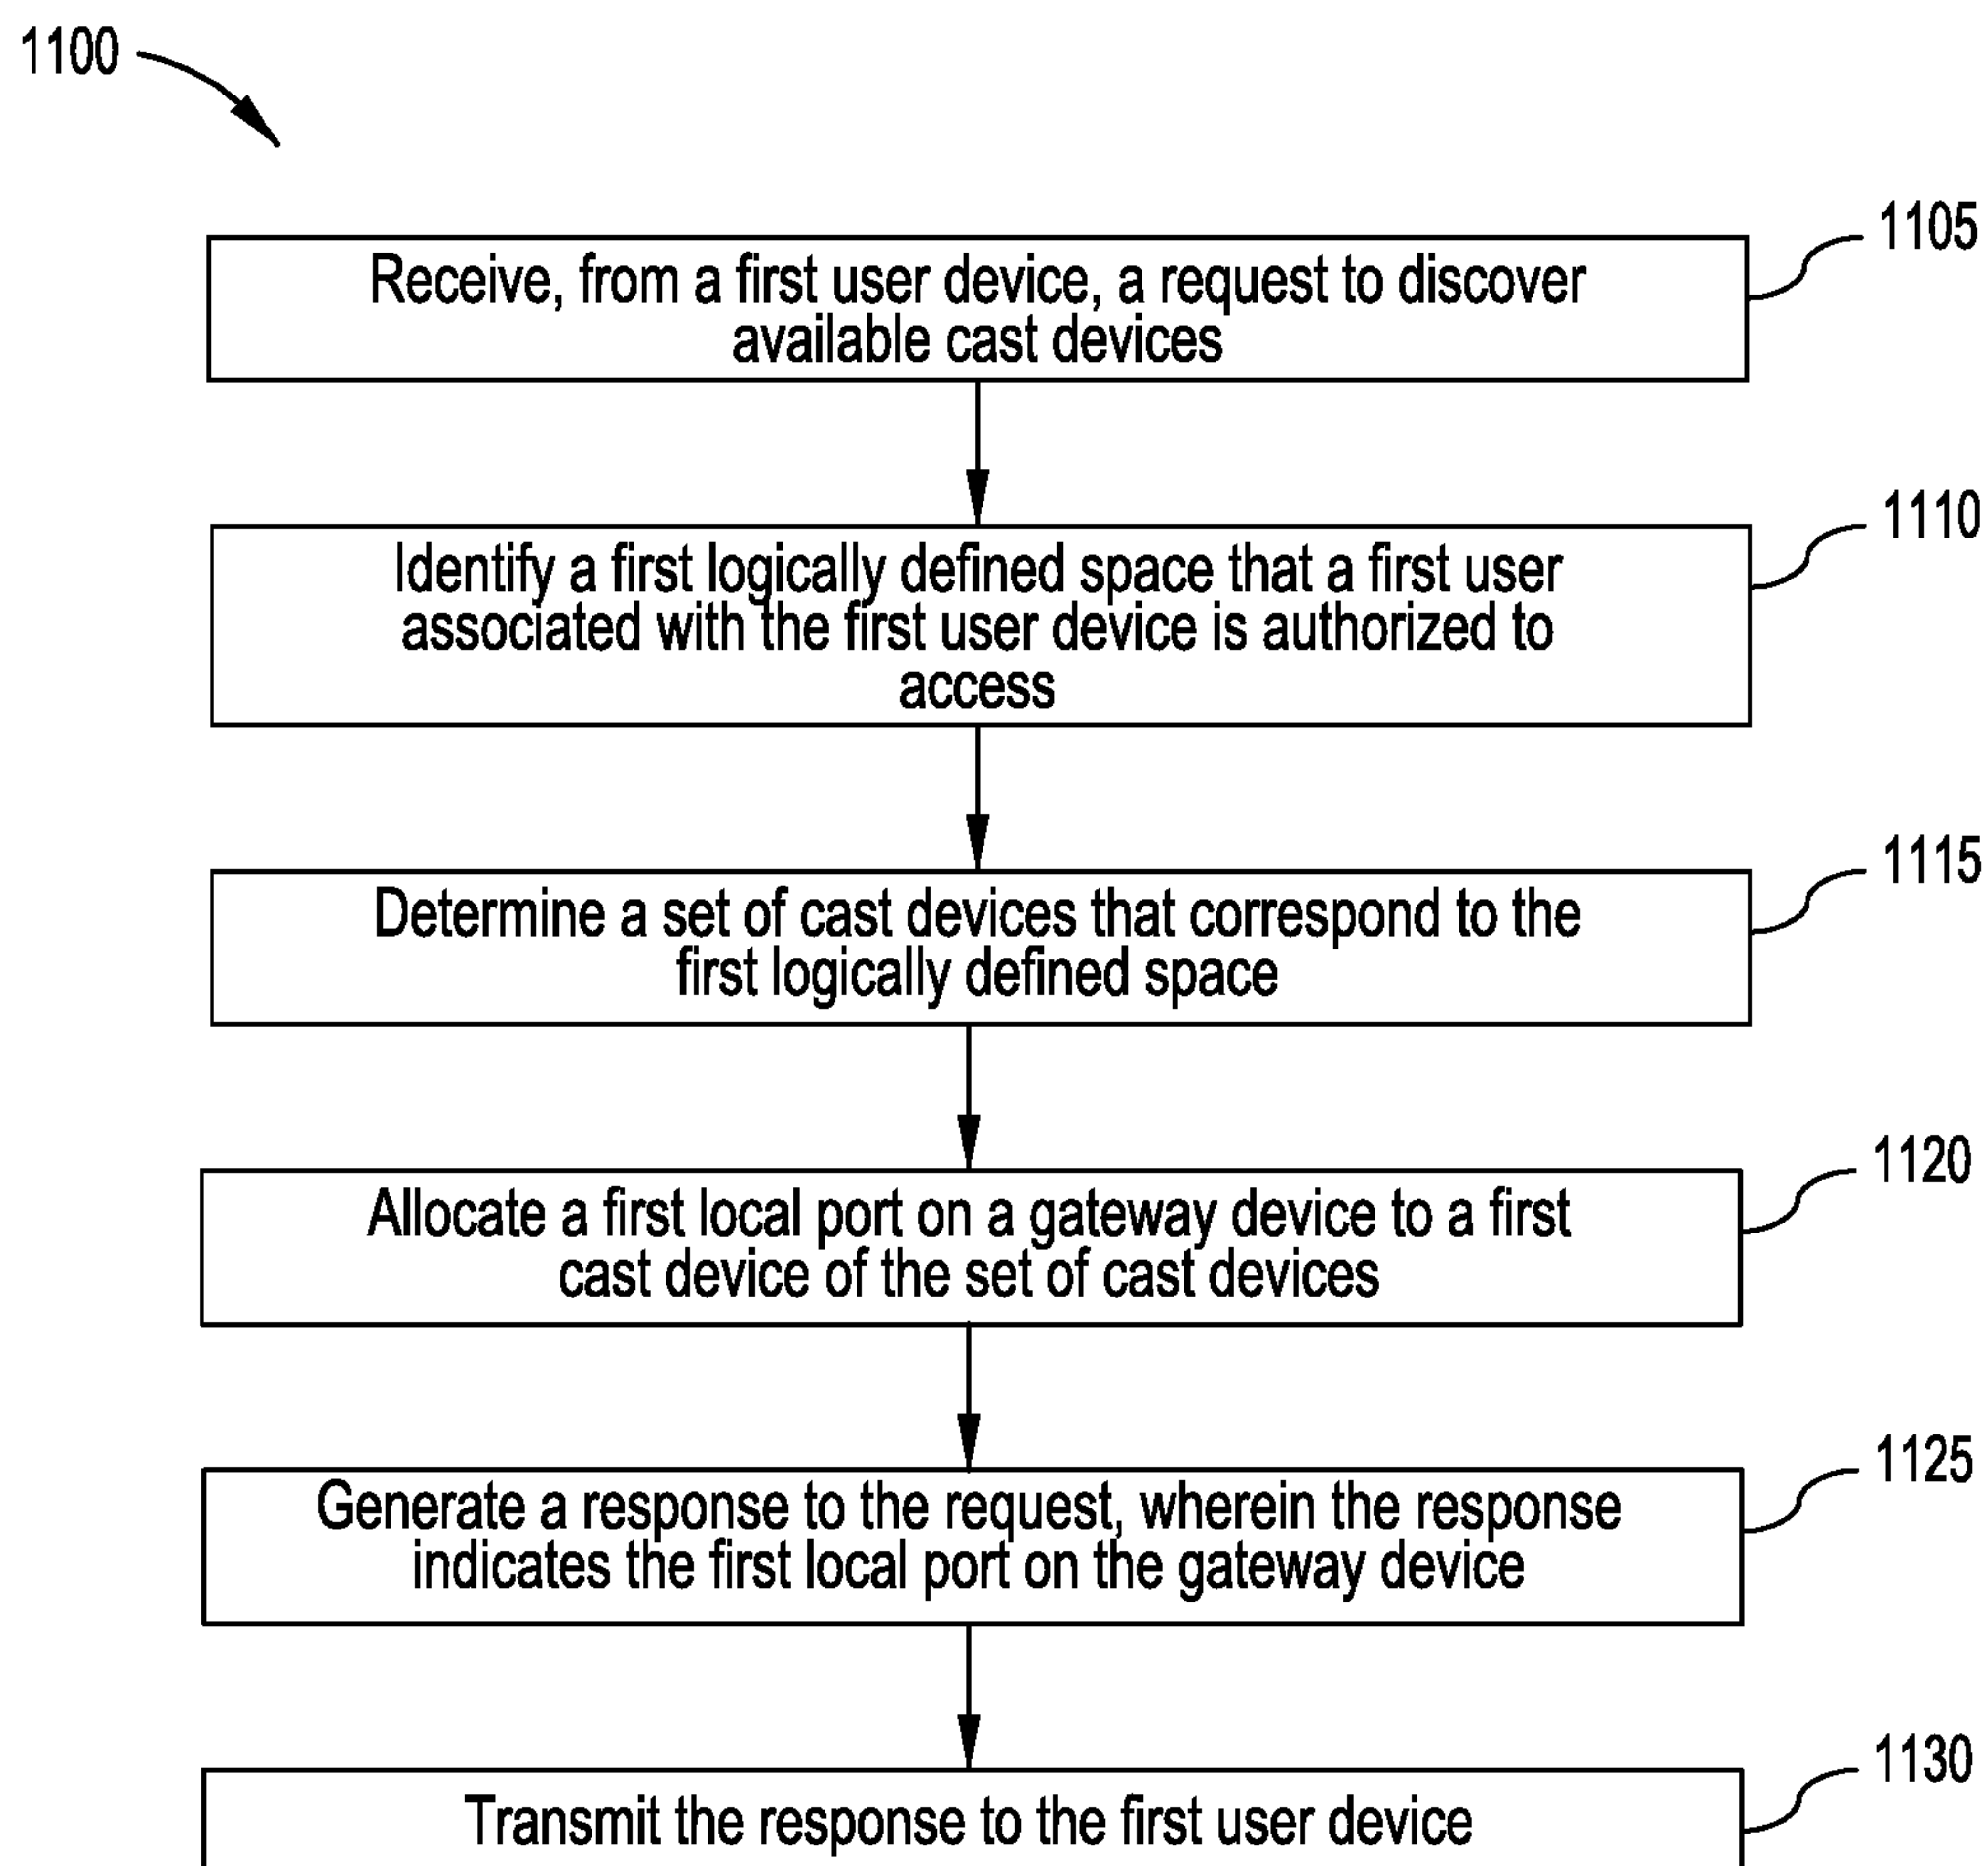 1100
1105
Receive, from a first user device, a request to discover
available cast devices
1110
Identify a first logically defined space that a first user
associated with the first user device is authorized to
access
1115
Determine a set of cast devices that correspond to the
first logically defined space
1120
Allocate a first local port on a gateway device to a first
cast device of the set of cast devices
1125
Generate a response to the request, wherein the response
indicates the first local port on the gateway device
1130
Transmit the response to the first user device